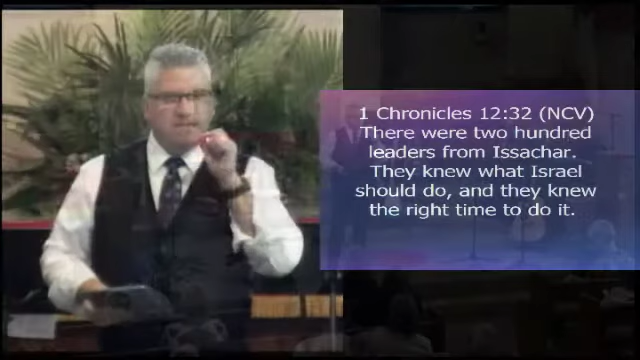 1 Chronicles 12:32 (NCV)
There were two hundred
leaders from Issachar.
They knew what Israel
should do, and they knew
the right time to do it.